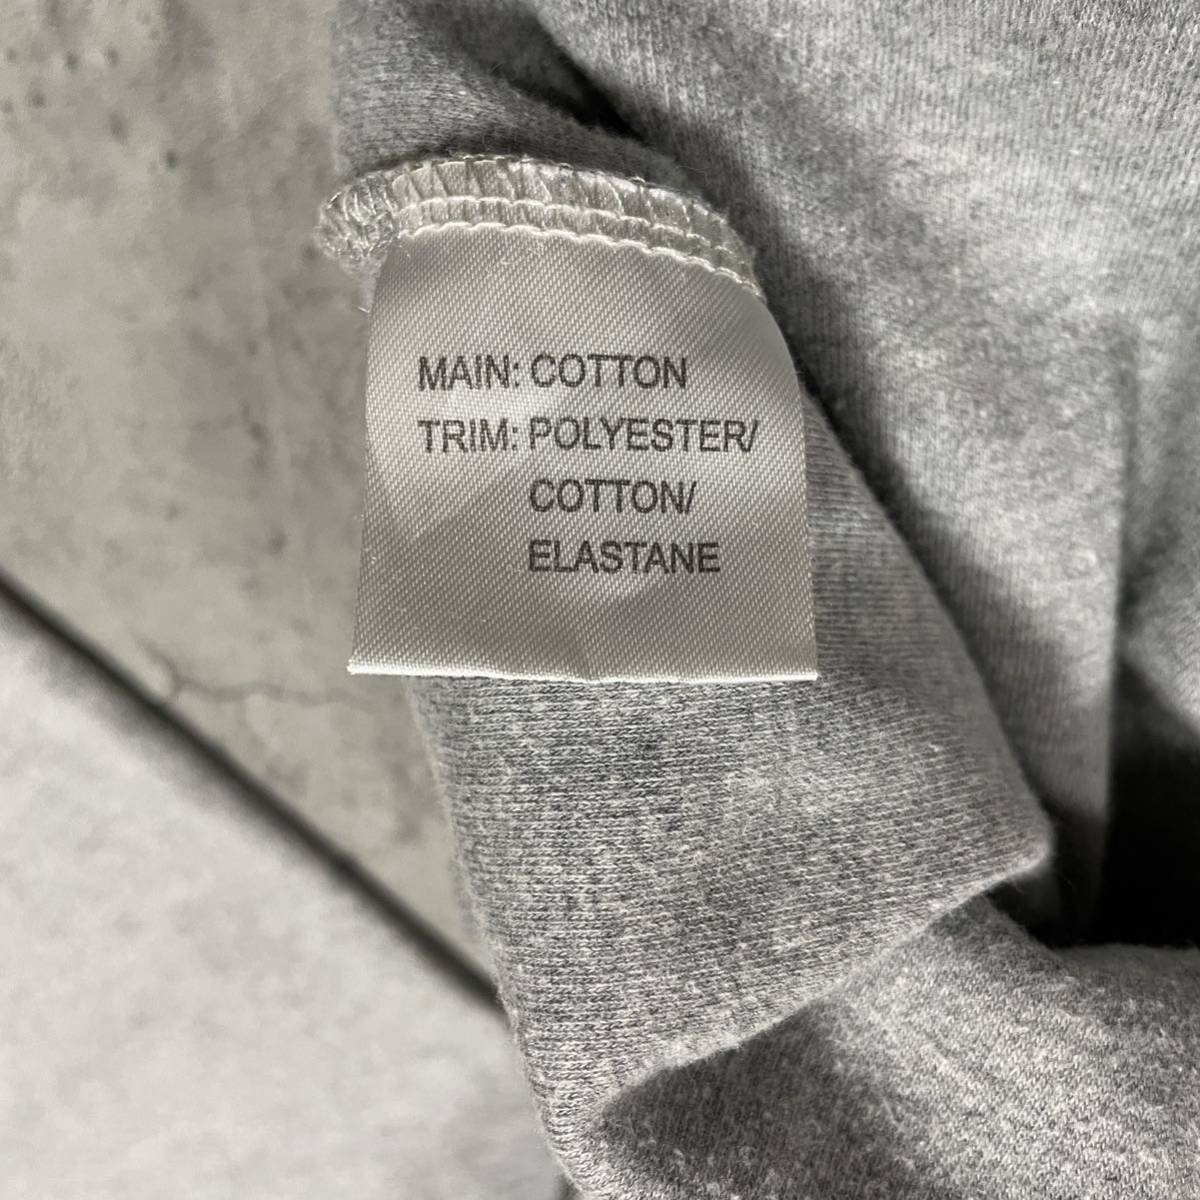 MAIN: COTTON
TRIM: POLYESTER/
COTTON/
ELASTANE